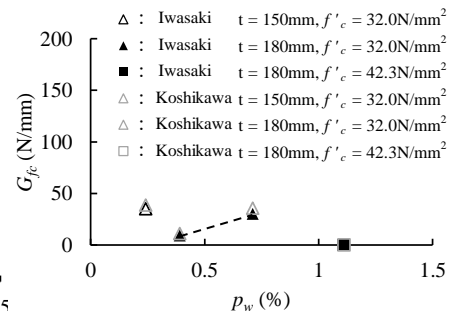 △ : Iwasaki t = 150mm, f'c = 32.0N/mm²
▲ : Iwasaki t = 180mm, f'c = 32.0N/mm²
■ : Iwasaki t = 180mm, f'c = 42.3N/mm²
△ : Koshikawa t = 150mm, f'c = 32.0N/mm²
△ : Koshikawa t = 180mm, f'c = 32.0N/mm²
□ : Koshikawa t = 180mm, f'c = 42.3N/mm²
200
150
100
50
0
Gfc (N/mm)
0 0.5 1 1.5
pw (%)
5